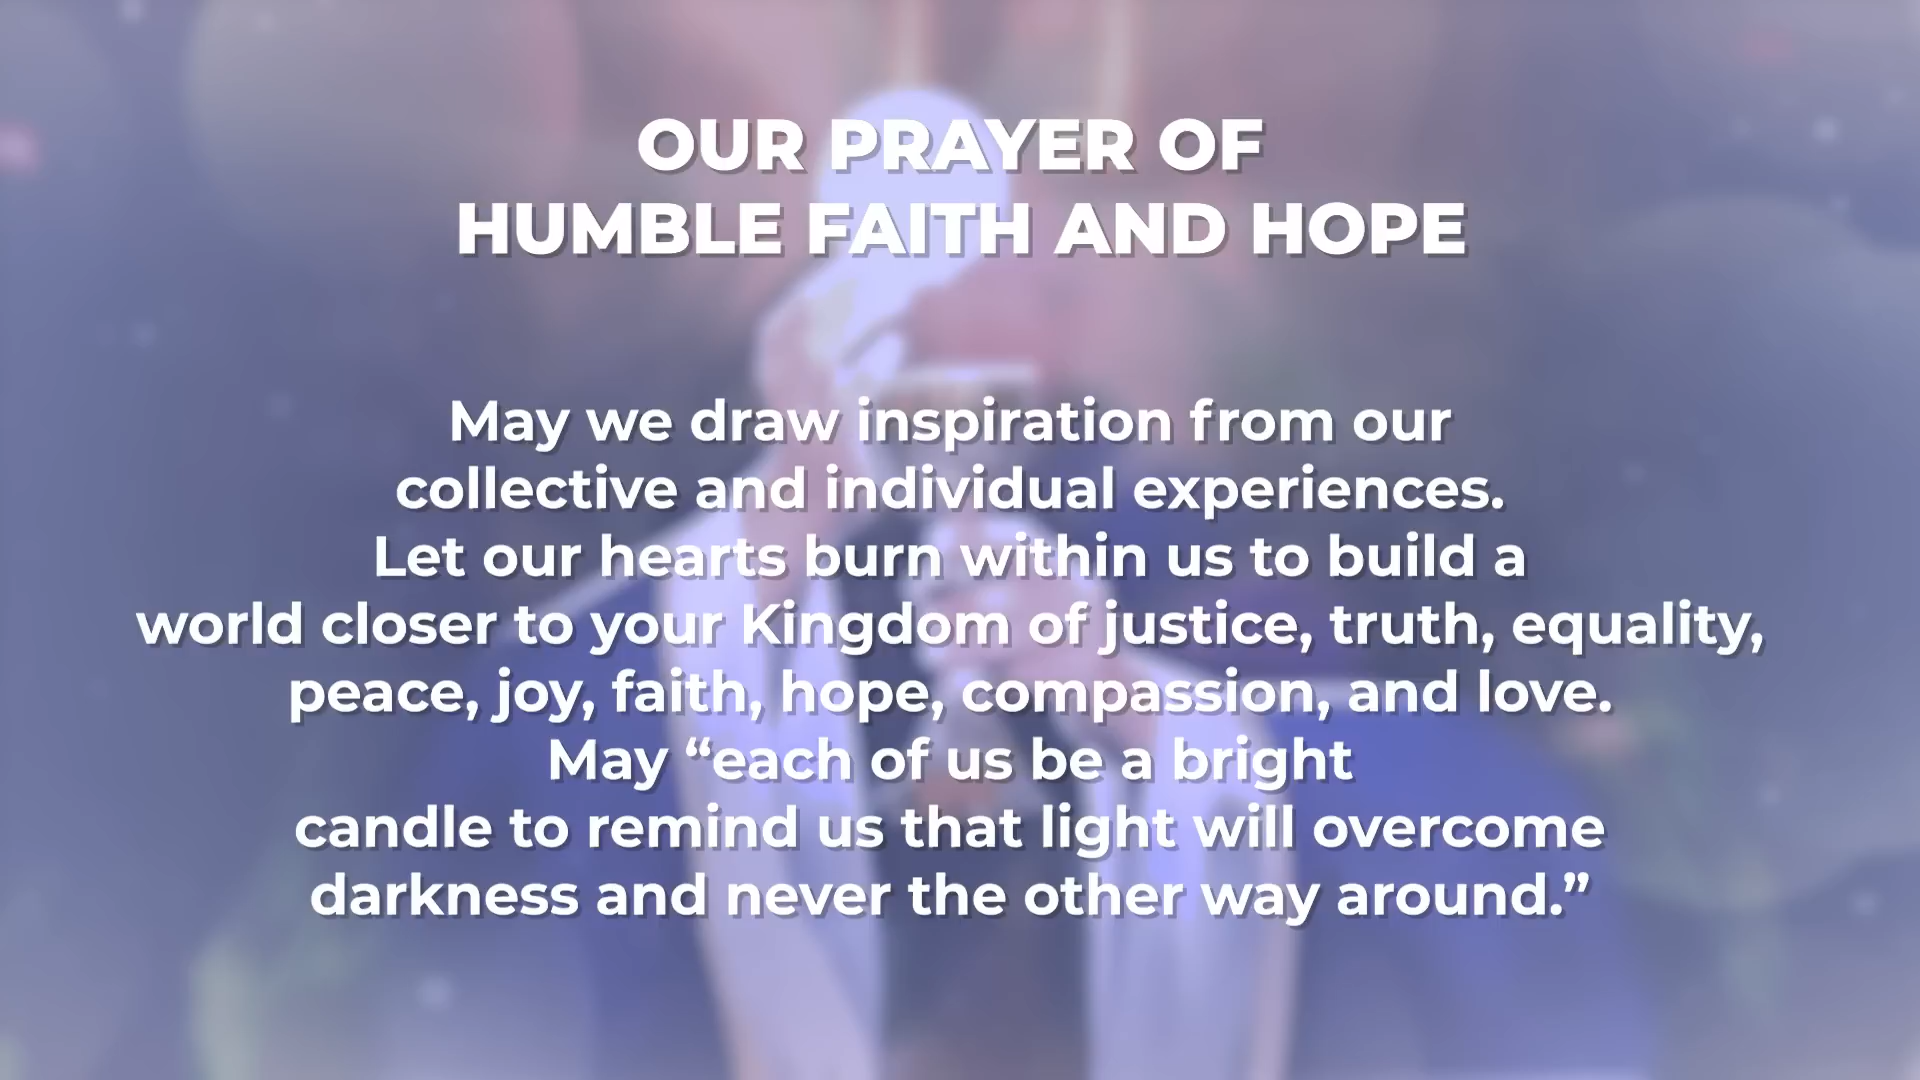 OUR PRAYER OF
HUMBLE FAITH AND HOPE
May we draw inspiration from our
collective and individual experiences.
Let our hearts burn within us to build a
world closer to your Kingdom of justice, truth, equality,
peace, joy, faith, hope, compassion, and love.
May “each of us be a bright
candle to remind us that light will overcome
darkness and never the other way around.”